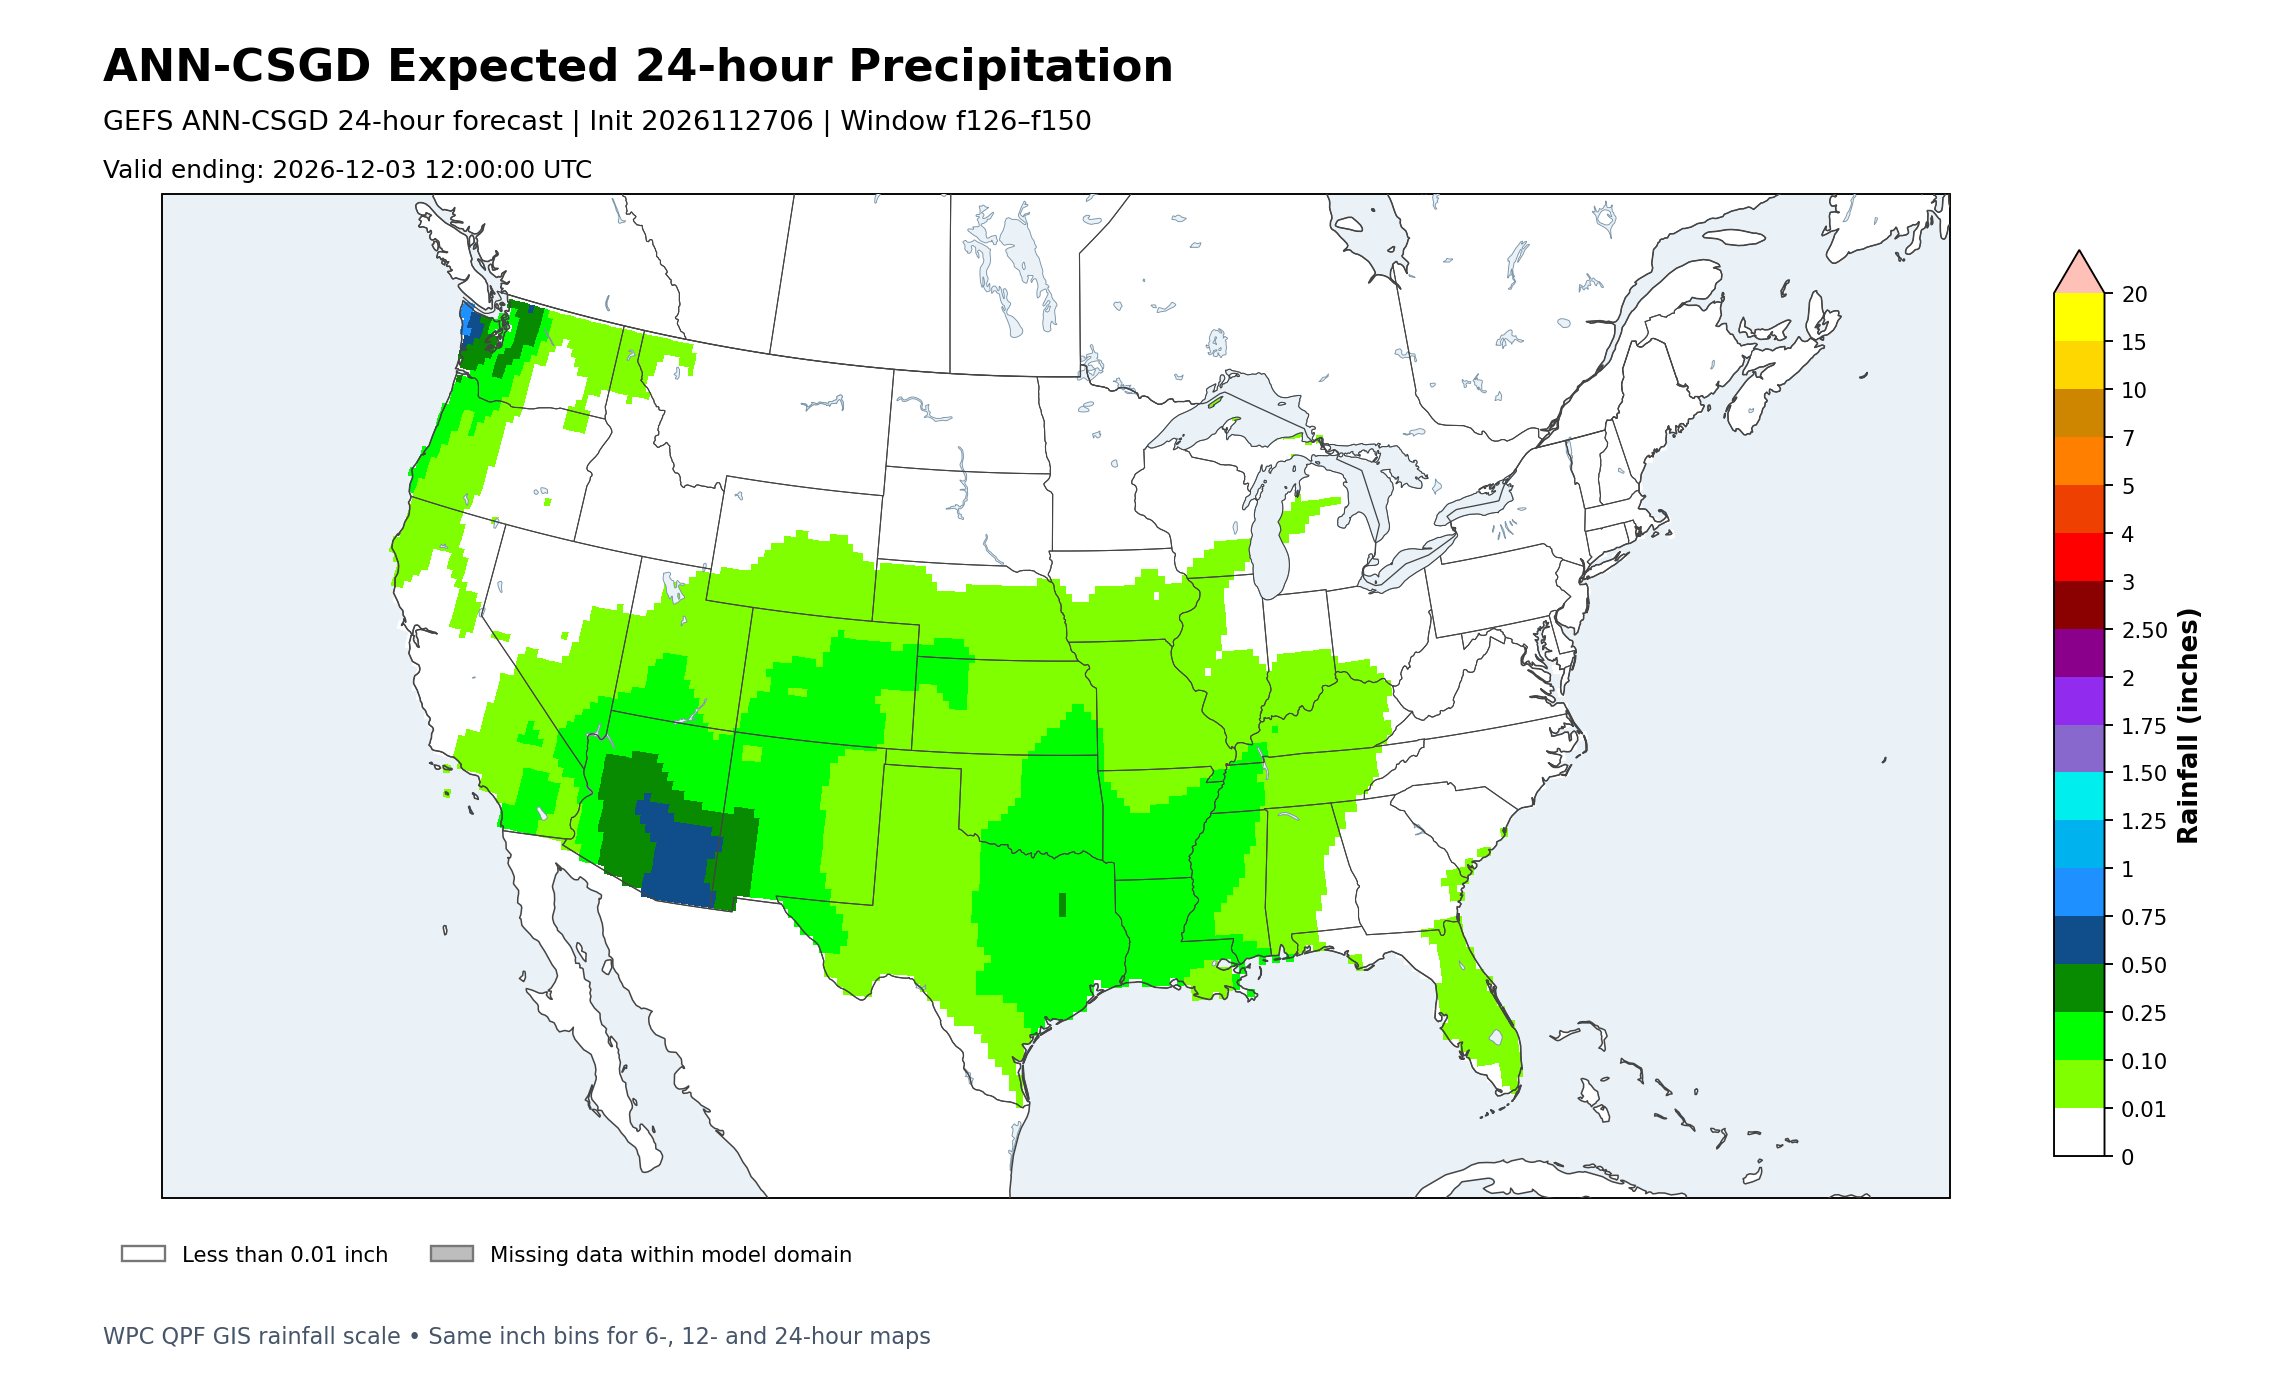 ANN-CSGD Expected 24-hour Precipitation
GEFS ANN-CSGD 24-hour forecast | Init 2026112706 | Window f126–f150
Valid ending: 2026-12-03 12:00:00 UTC
20
15
10
7
5
4
3
2.50
2
1.75
1.50
1.25
1
0.75
0.50
0.25
0.10
0.01
0
Rainfall (inches)
Less than 0.01 inch
Missing data within model domain
WPC QPF GIS rainfall scale • Same inch bins for 6-, 12- and 24-hour maps